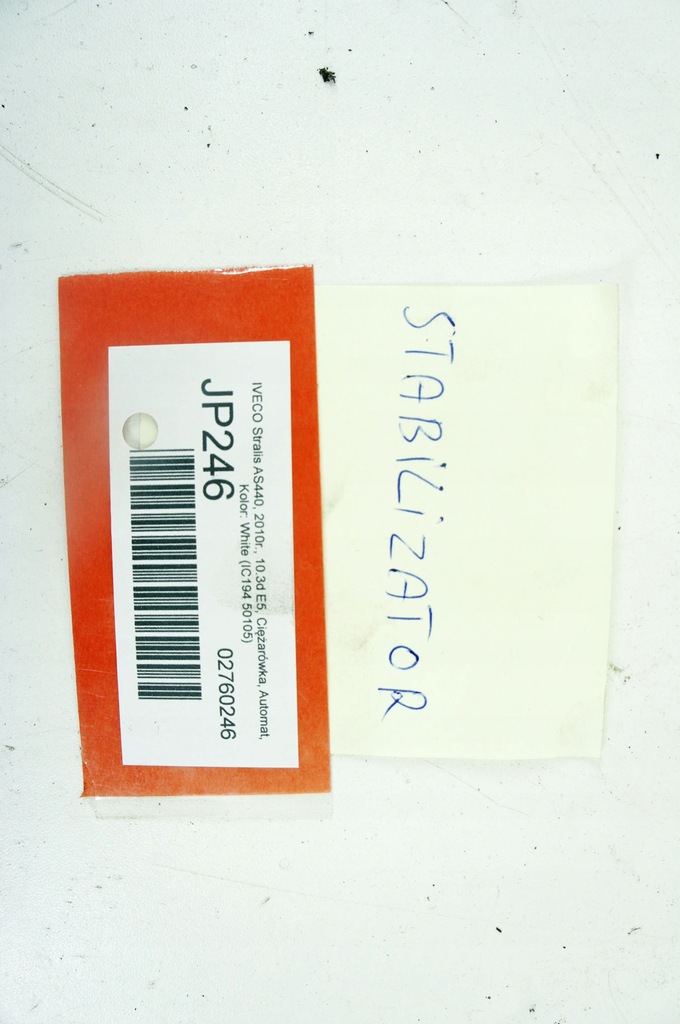 STABILIZATOR
IVECO Stralis AS440, 2010r., 10.3d E5, Ciężarówka, Automat,
Kolor: White (IC194 50105)
JP246
02760246